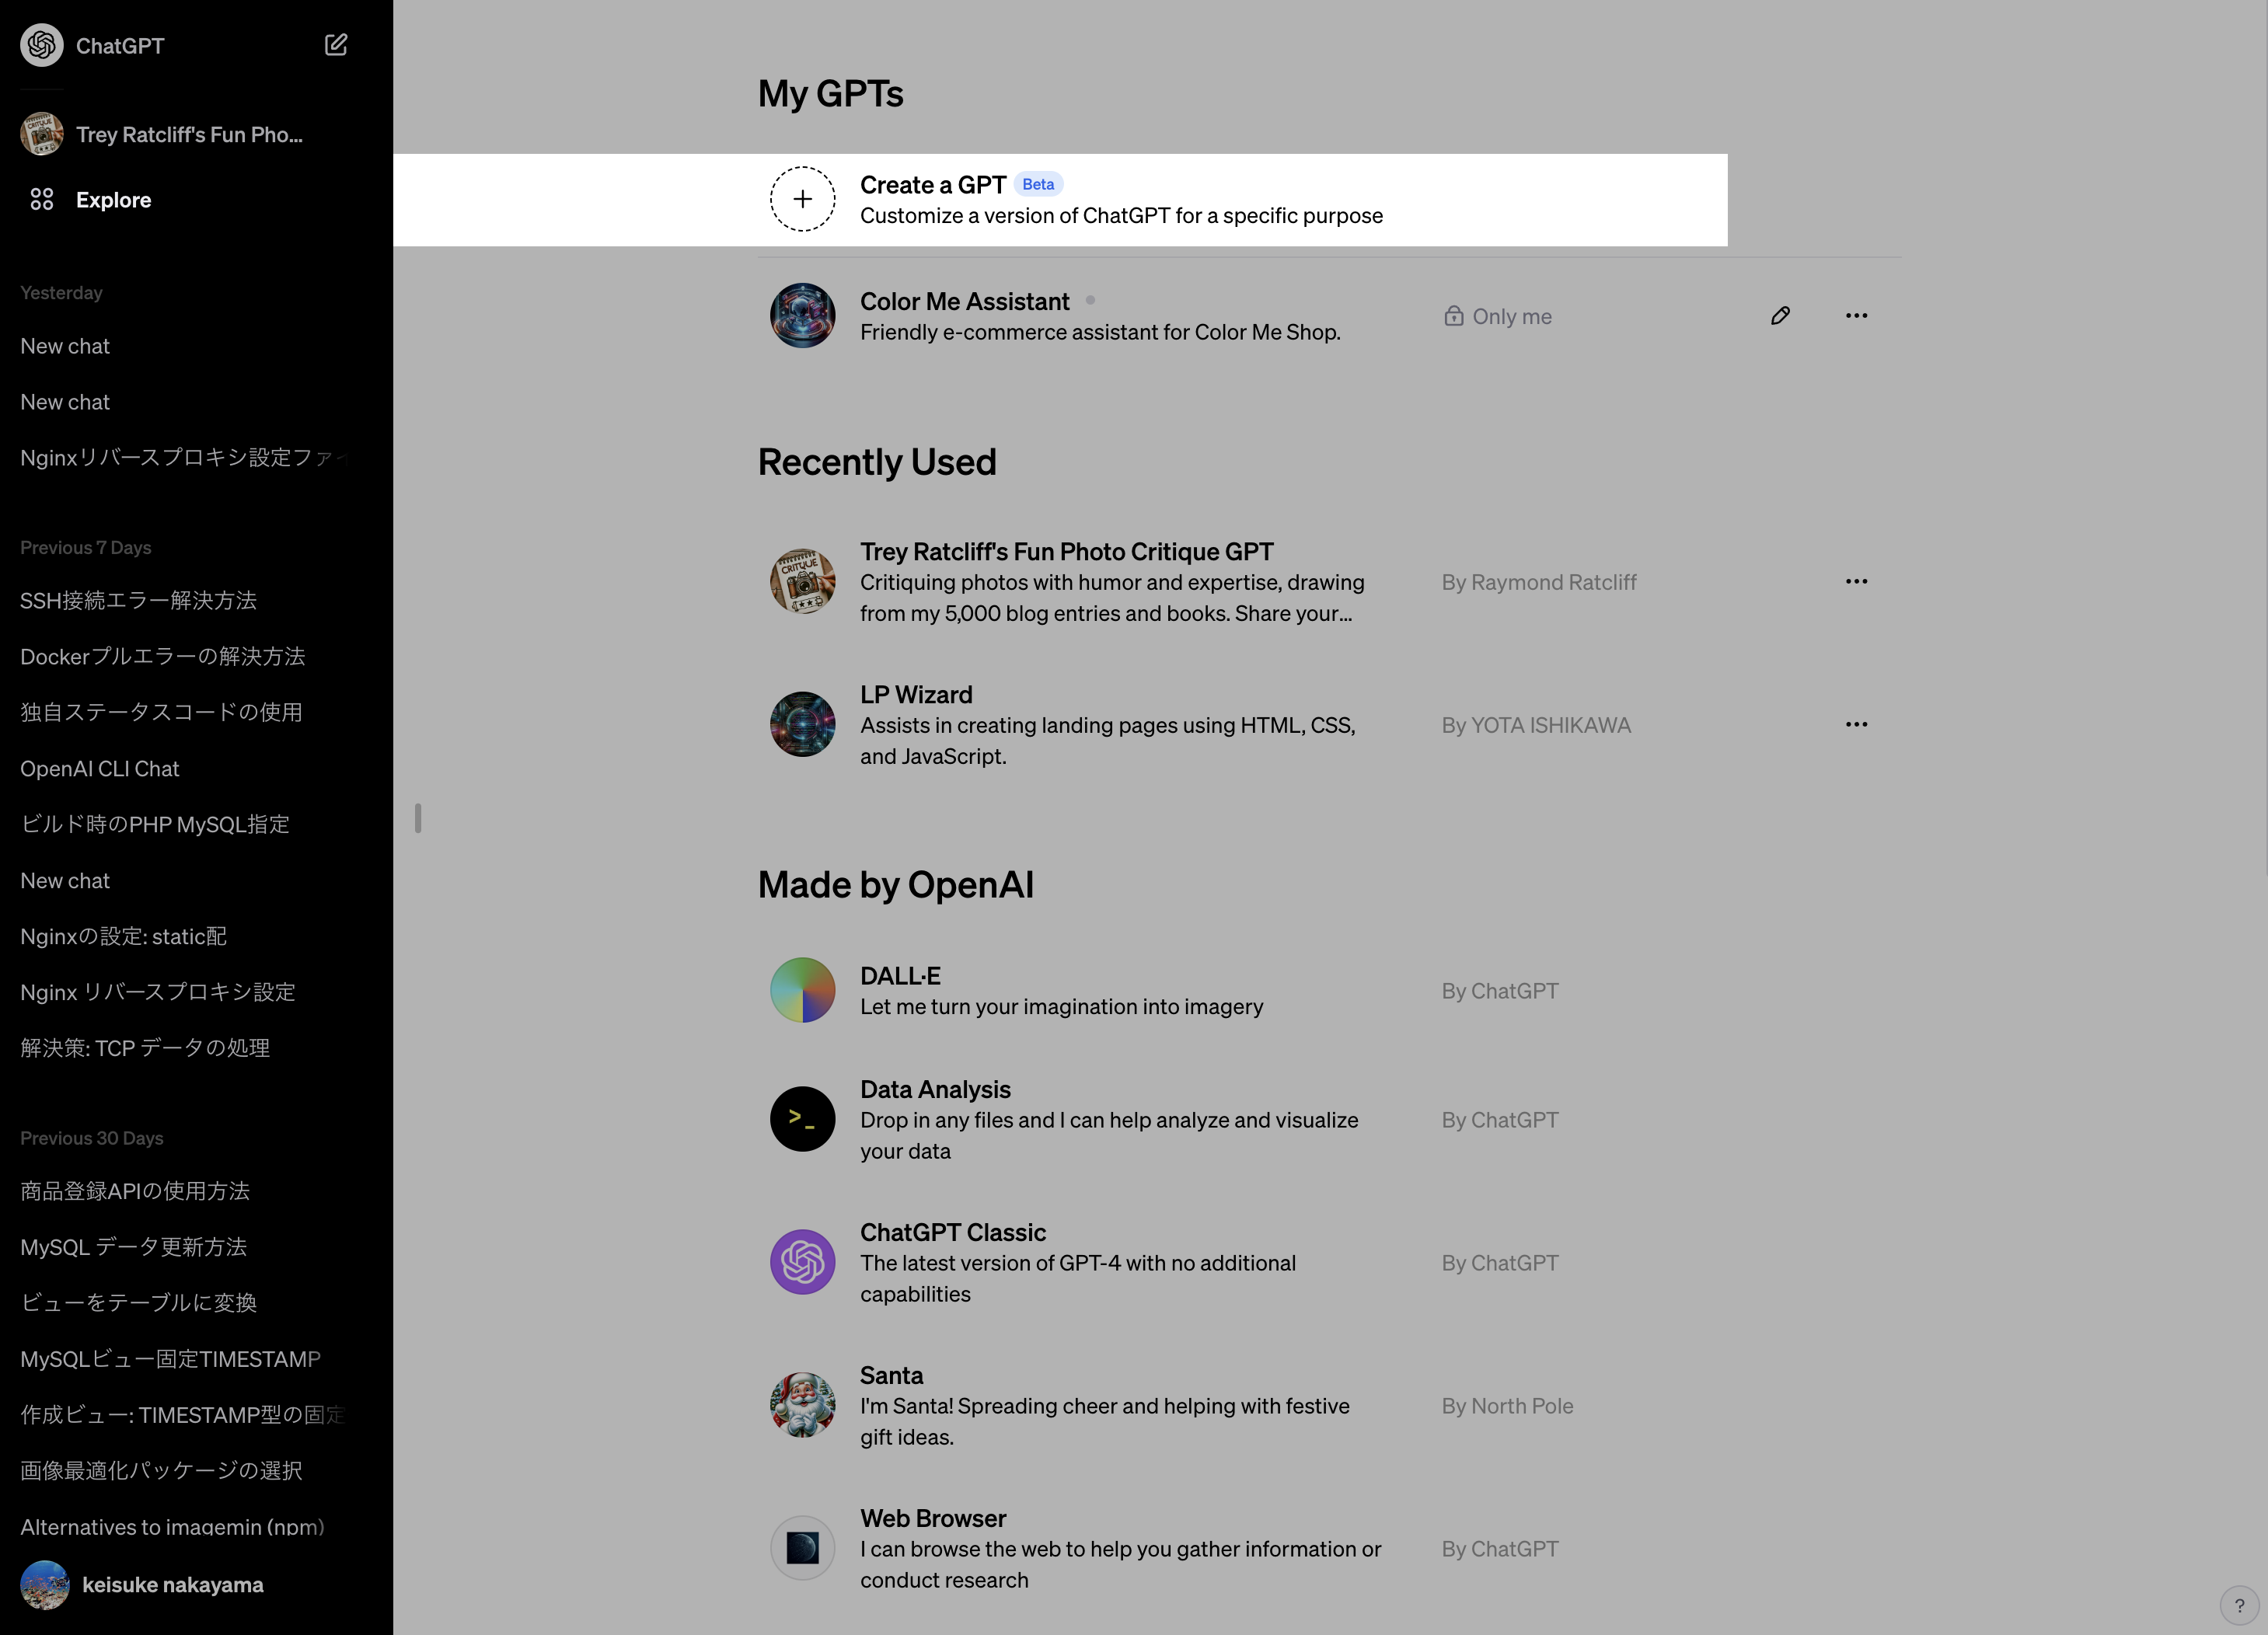 ChatGPT
Trey Ratcliff's Fun Pho...
Explore
Yesterday
New chat
New chat
Nginxリバースプロキシ設定ファ
Previous 7 Days
SSH接続エラー解決方法
Dockerプルエラーの解決方法
独自ステータスコードの使用
OpenAI CLI Chat
ビルド時のPHP MySQL指定
New chat
Nginxの設定: static配
Nginx リバースプロキシ設定
解決策: TCP データの処理
Previous 30 Days
商品登録APIの使用方法
MySQL データ更新方法
ビューをテーブルに変換
MySQLビュー固定TIMESTAMP
作成ビュー: TIMESTAMP型の固定
画像最適化パッケージの選択
Alternatives to imagemin (npm)
keisuke nakayama
My GPTs
Create a GPT Beta
Customize a version of ChatGPT for a specific purpose
Color Me Assistant
Friendly e-commerce assistant for Color Me Shop.
Only me
Recently Used
Trey Ratcliff's Fun Photo Critique GPT
Critiquing photos with humor and expertise, drawing
from my 5,000 blog entries and books. Share your...
By Raymond Ratcliff
CRITIQUE
LP Wizard
Assists in creating landing pages using HTML, CSS,
and JavaScript.
By YOTA ISHIKAWA
Made by OpenAI
DALL·E
Let me turn your imagination into imagery
By ChatGPT
Data Analysis
Drop in any files and I can help analyze and visualize
your data
By ChatGPT
ChatGPT Classic
The latest version of GPT-4 with no additional
capabilities
By ChatGPT
Santa
I'm Santa! Spreading cheer and helping with festive
gift ideas.
By North Pole
Web Browser
I can browse the web to help you gather information or
conduct research
By ChatGPT
?